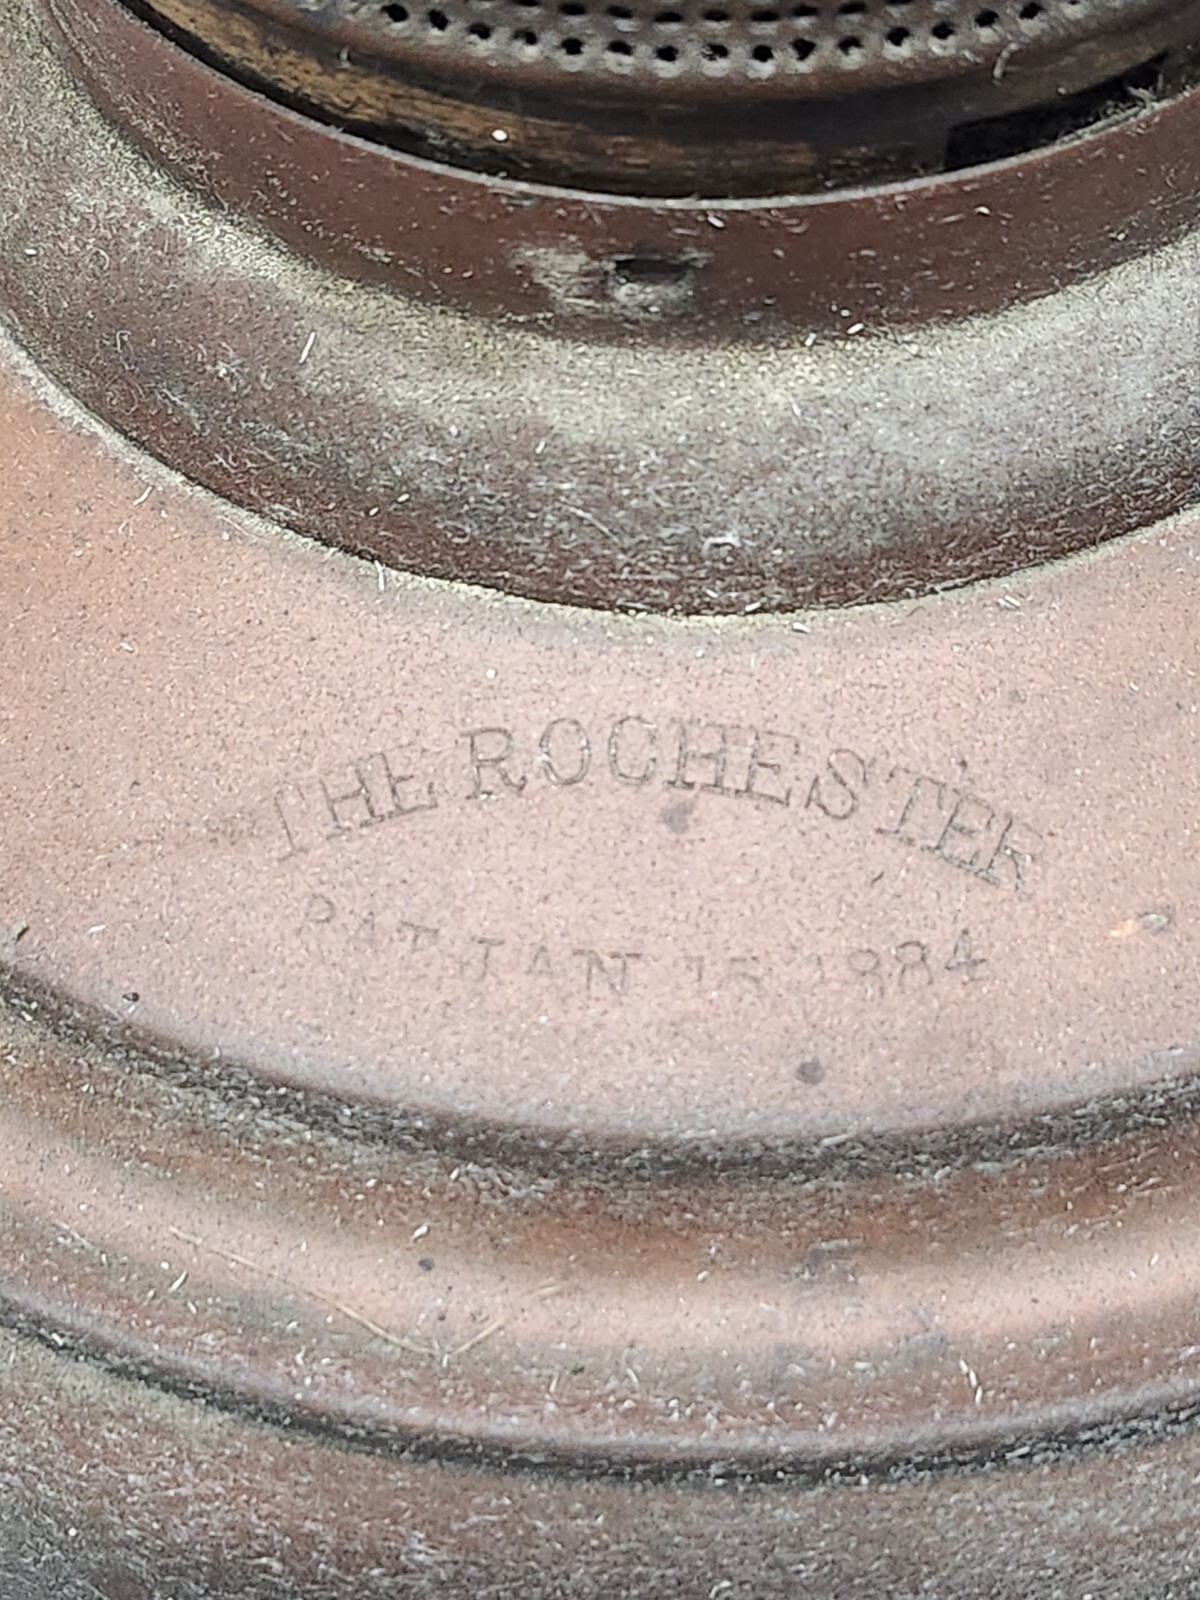 THE ROCHESTER
PAT JAN 15 1884